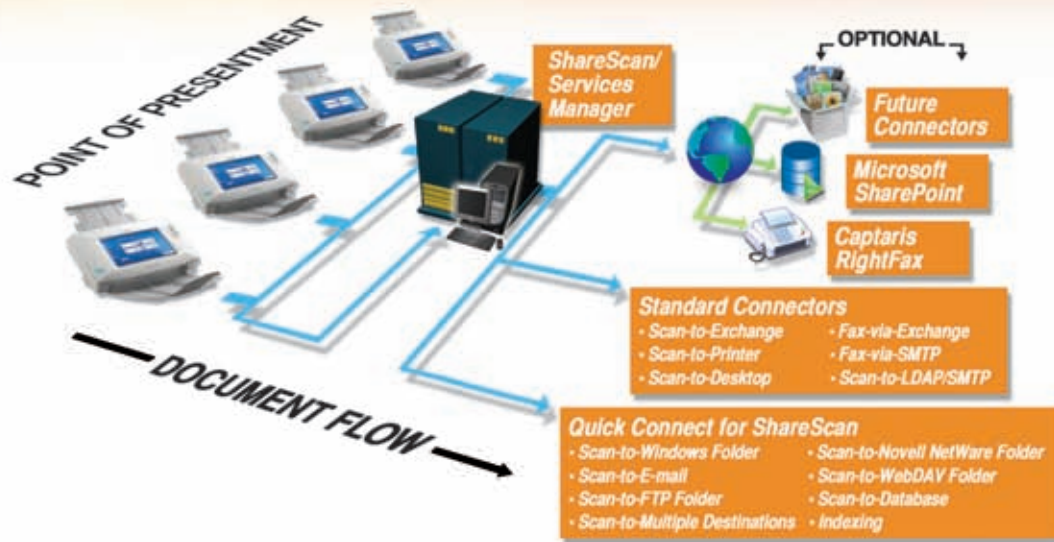 POINT OF PRESENTMENT
DOCUMENT FLOW
ShareScan/
Services
Manager
OPTIONAL
Future
Connectors
Microsoft
SharePoint
Captaris
RightFax
Standard Connectors
• Scan-to-Exchange
• Scan-to-Printer
• Scan-to-Desktop
• Fax-via-Exchange
• Fax-via-SMTP
• Scan-to-LDAP/SMTP
Quick Connect for ShareScan
• Scan-to-Windows Folder
• Scan-to-E-mail
• Scan-to-FTP Folder
• Scan-to-Multiple Destinations
• Scan-to-Novell NetWare Folder
• Scan-to-WebDAV Folder
• Scan-to-Database
• Indexing